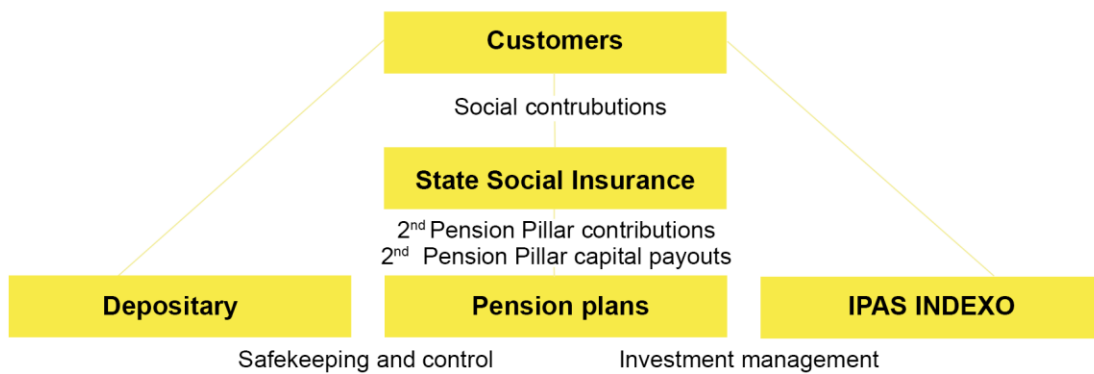 Customers
Social contrubutions
State Social Insurance
2nd Pension Pillar contributions
2nd Pension Pillar capital payouts
Depositary
Pension plans
IPAS INDEXO
Safekeeping and control
Investment management